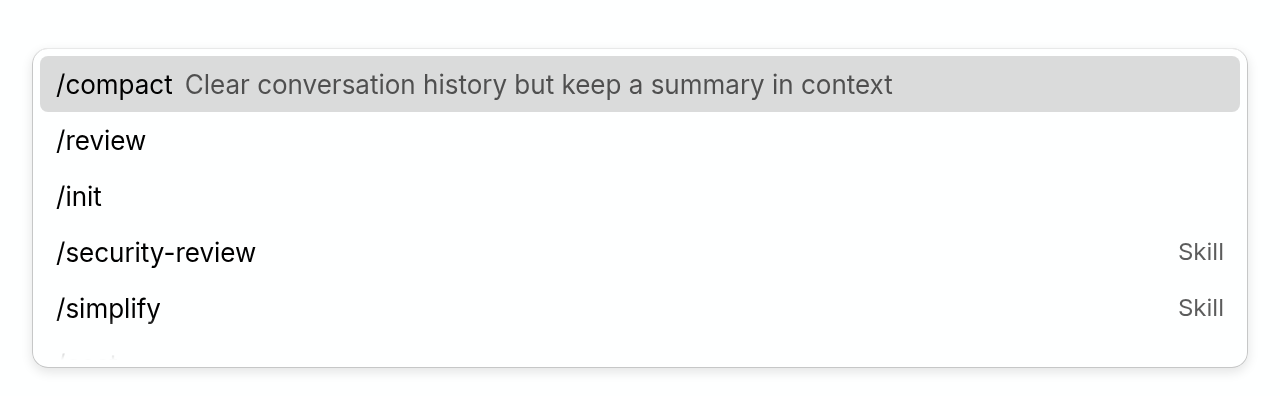 /compact Clear conversation history but keep a summary in context
/review
/init
/security-review Skill
/simplify Skill